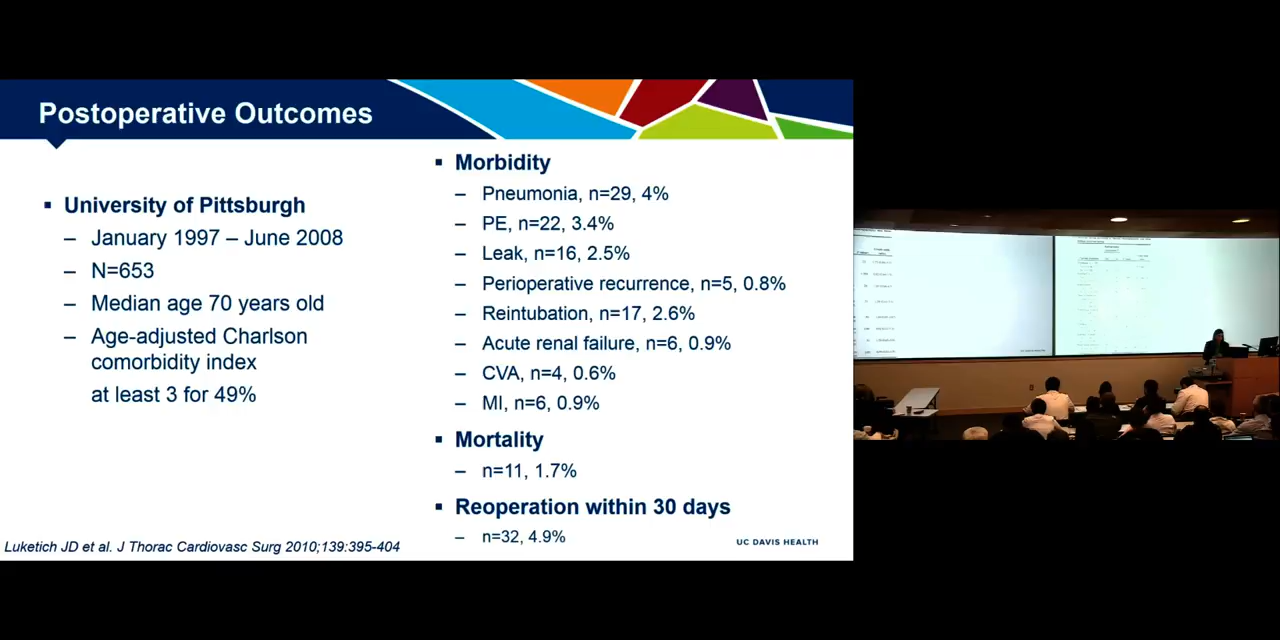 Postoperative Outcomes
▪ University of Pittsburgh
– January 1997 – June 2008
– N=653
– Median age 70 years old
– Age-adjusted Charlson
comorbidity index
at least 3 for 49%
▪ Morbidity
– Pneumonia, n=29, 4%
– PE, n=22, 3.4%
– Leak, n=16, 2.5%
– Perioperative recurrence, n=5, 0.8%
– Reintubation, n=17, 2.6%
– Acute renal failure, n=6, 0.9%
– CVA, n=4, 0.6%
– MI, n=6, 0.9%
▪ Mortality
– n=11, 1.7%
▪ Reoperation within 30 days
– n=32, 4.9%
Luketich JD et al. J Thorac Cardiovasc Surg 2010;139:395-404
UC DAVIS HEALTH